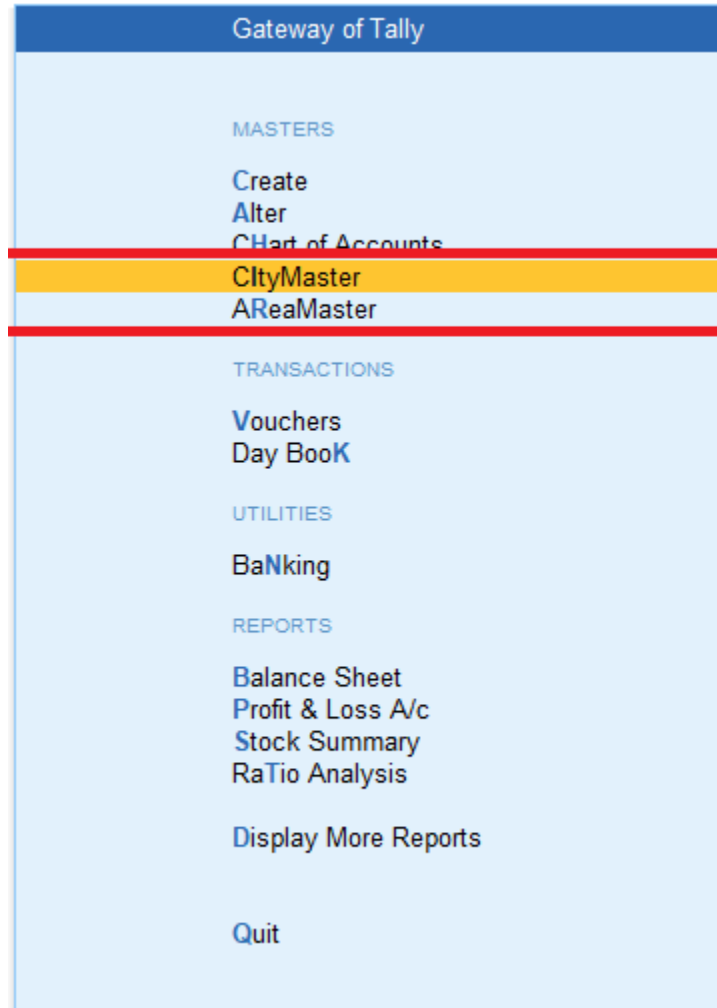 Gateway of Tally
MASTERS
Create
Alter
CHart of Accounts
CItyMaster
AReaMaster
TRANSACTIONS
Vouchers
Day BooK
UTILITIES
BaNking
REPORTS
Balance Sheet
Profit & Loss A/c
Stock Summary
RaTio Analysis
Display More Reports
Quit